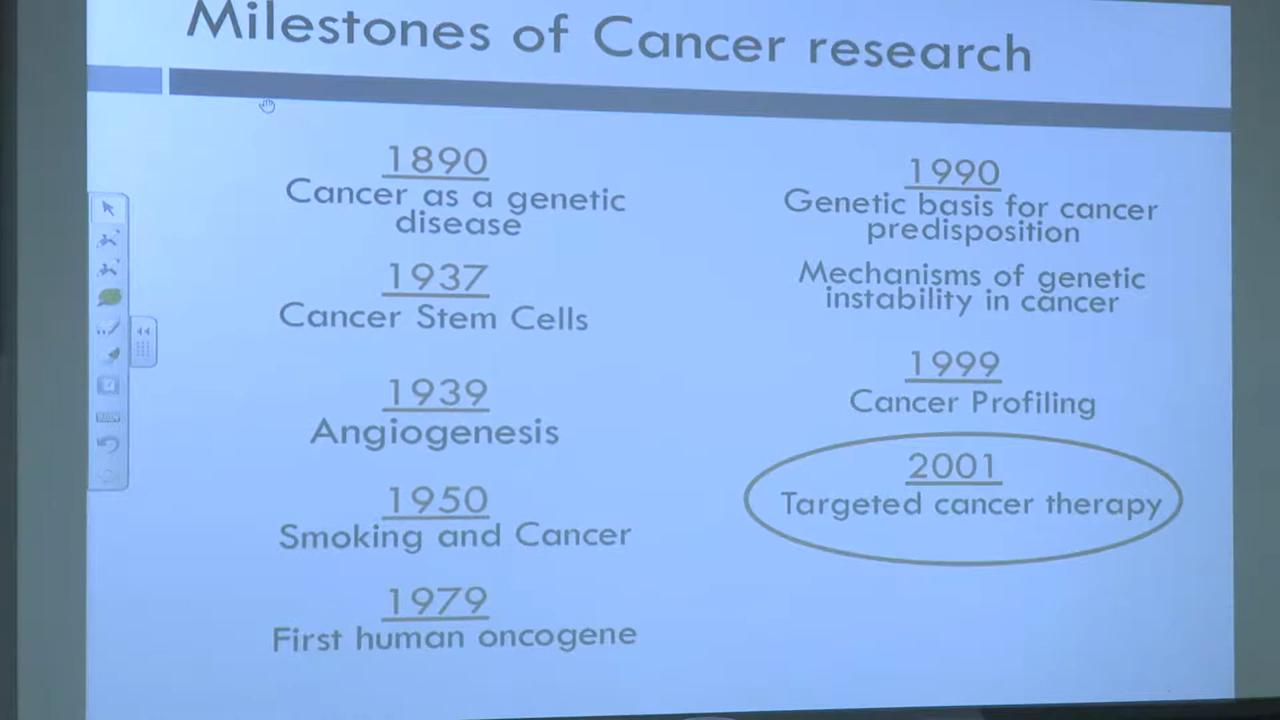 Milestones of Cancer research
1890
Cancer as a genetic
disease
1937
Cancer Stem Cells
1939
Angiogenesis
1950
Smoking and Cancer
1979
First human oncogene
1990
Genetic basis for cancer
predisposition
Mechanisms of genetic
instability in cancer
1999
Cancer Profiling
2001
Targeted cancer therapy